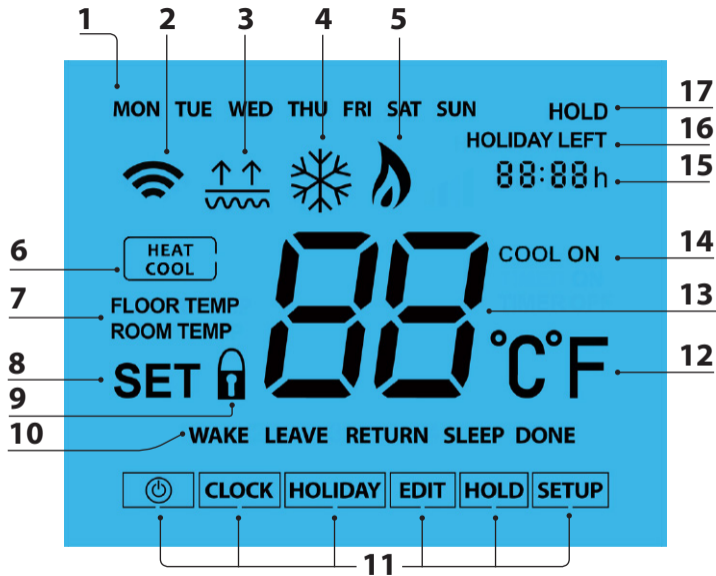 1 2 3 4 5
MON TUE WED THU FRI SAT SUN
HOLD 17
HOLIDAY LEFT 16
88:88h 15
6 HEAT
COOL
COOL ON 14
7 FLOOR TEMP
ROOM TEMP
88 13
8 SET
°C°F 12
9
10 WAKE LEAVE RETURN SLEEP DONE
CLOCK HOLIDAY EDIT HOLD SETUP
11